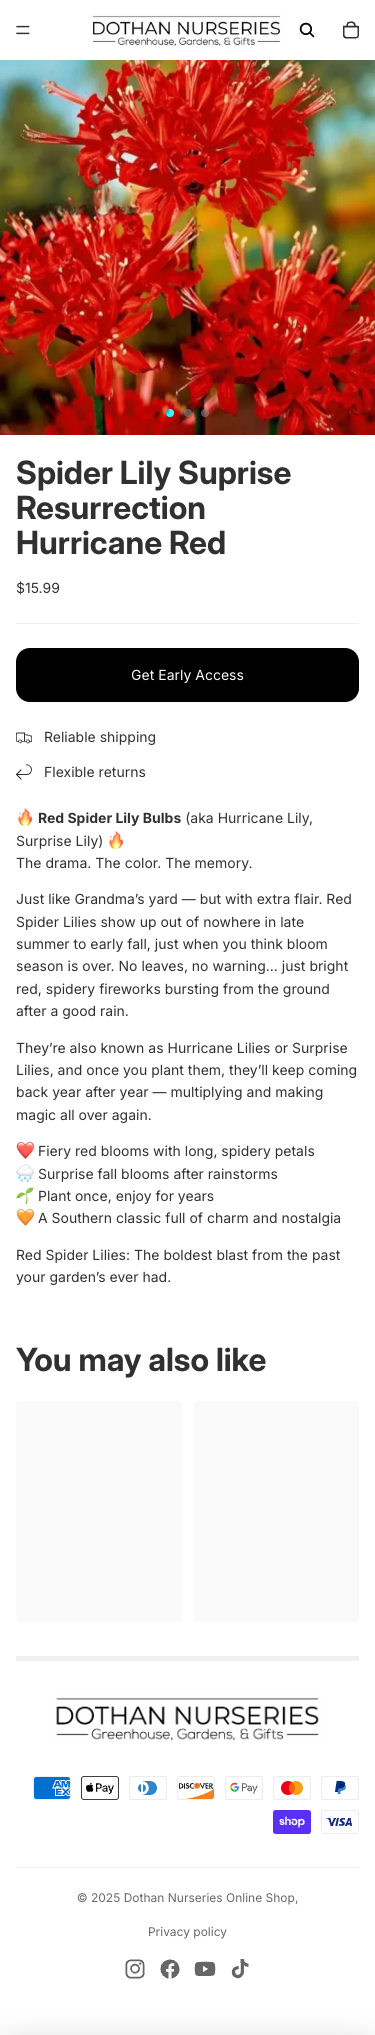 DOTHAN NURSERIES
Greenhouse, Gardens, & Gifts
Spider Lily Suprise
Resurrection
Hurricane Red
$15.99
Get Early Access
Reliable shipping
Flexible returns
🔥 Red Spider Lily Bulbs (aka Hurricane Lily,
Surprise Lily) 🔥
The drama. The color. The memory.
Just like Grandma’s yard — but with extra flair. Red
Spider Lilies show up out of nowhere in late
summer to early fall, just when you think bloom
season is over. No leaves, no warning... just bright
red, spidery fireworks bursting from the ground
after a good rain.
They’re also known as Hurricane Lilies or Surprise
Lilies, and once you plant them, they’ll keep coming
back year after year — multiplying and making
magic all over again.
❤️ Fiery red blooms with long, spidery petals
🌧️ Surprise fall blooms after rainstorms
🌱 Plant once, enjoy for years
🧡 A Southern classic full of charm and nostalgia
Red Spider Lilies: The boldest blast from the past
your garden’s ever had.
You may also like
DOTHAN NURSERIES
Greenhouse, Gardens, & Gifts
AMEX Pay DISCOVER G Pay
shop VISA
© 2025 Dothan Nurseries Online Shop,
Privacy policy